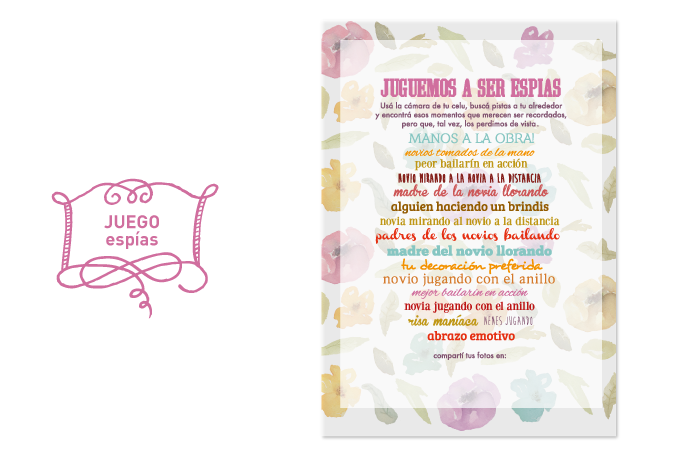 JUEGO
espías
JUGUEMOS A SER ESPIAS
Usá la cámara de tu celu, buscá pistas a tu alrededor
y encontrá esos momentos que merecen ser recordados,
pero que, tal vez, los perdimos de vista.
MANOS A LA OBRA!
novios tomados de la mano
peor bailarín en acción
NOVIO MIRANDO A LA NOVIA A LA DISTANCIA
madre de la novia llorando
alguien haciendo un brindis
novia mirando al novio a la distancia
padres de los novios bailando
madre del novio llorando
tu decoración preferida
novio jugando con el anillo
mejor bailarín en acción
novia jugando con el anillo
risa maníaca NENES JUGANDO
abrazo emotivo
compartí tus fotos en: